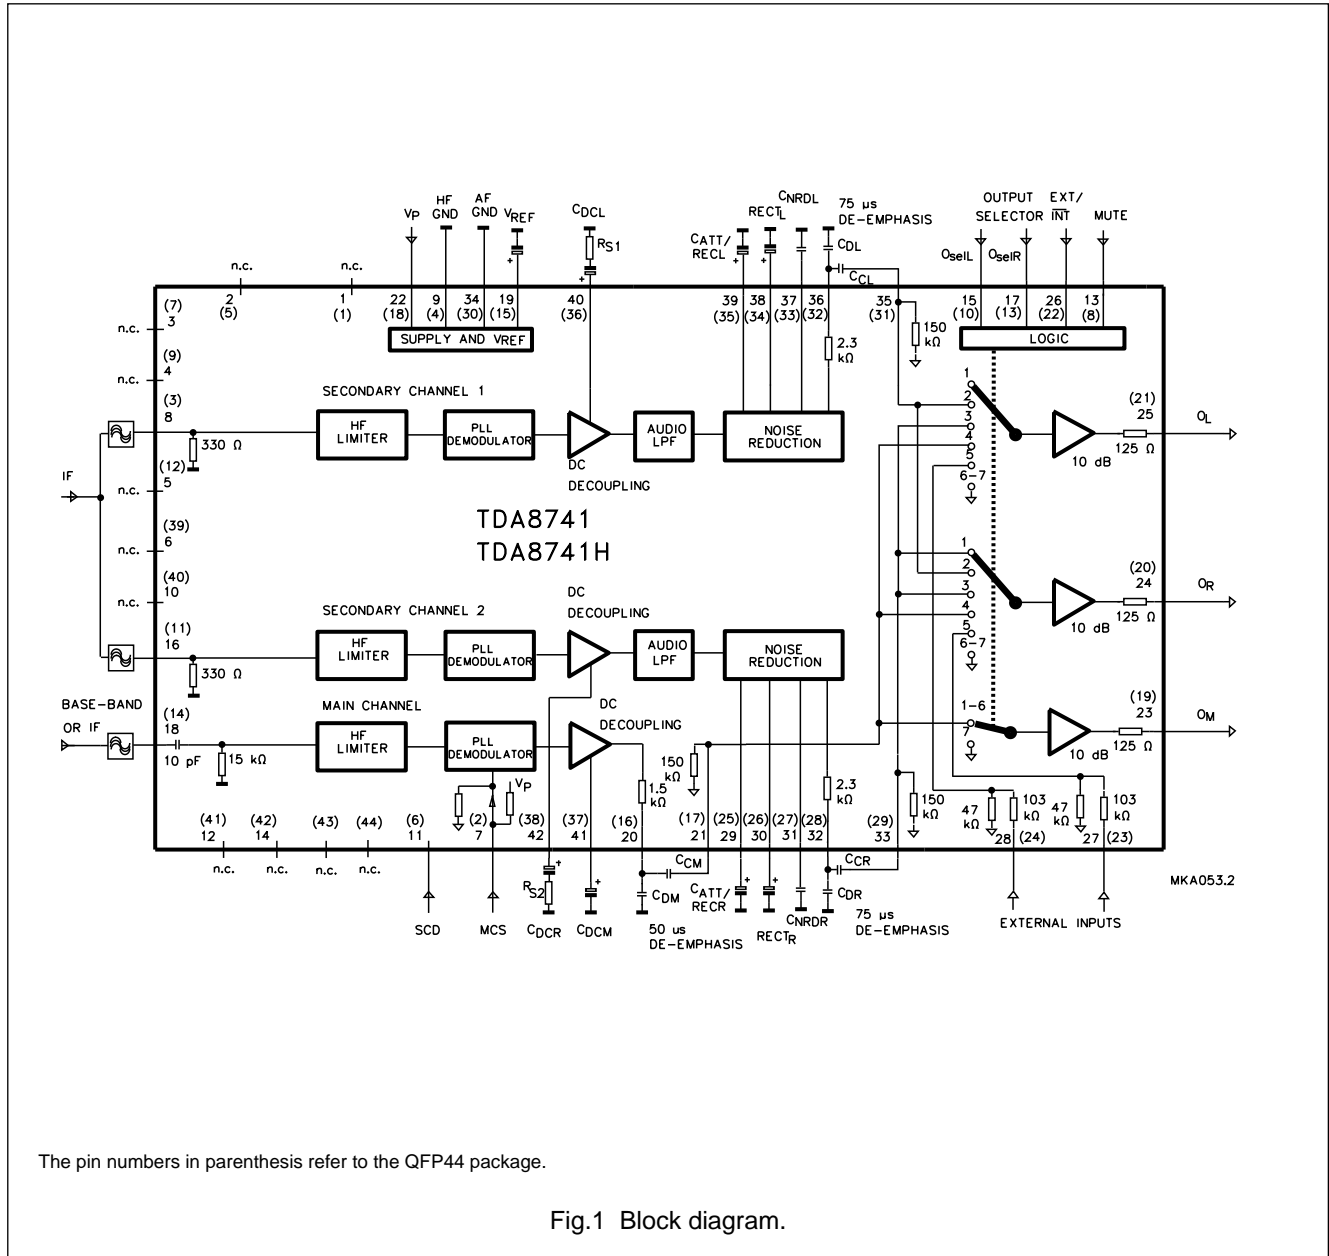 VP
HF GND
AF GND
VREF
CDCL
RS1
CATT/ RECL
RECTL
CNRDL
75 µs DE-EMPHASIS
CDL
CCL
OUTPUT SELECTOR
OselL
OselR
EXT/ INT
MUTE
n.c.
n.c.
2 (5)
1 (1)
22 (18)
9 (4)
34 (30)
19 (15)
40 (36)
39 (35)
38 (34)
37 (33)
36 (32)
35 (31)
15 (10)
17 (13)
26 (22)
13 (8)
SUPPLY AND VREF
2.3 kΩ
150 kΩ
LOGIC
n.c. (7) 3
n.c. (9) 4
(3) 8
330 Ω
SECONDARY CHANNEL 1
HF LIMITER
PLL DEMODULATOR
DC DECOUPLING
AUDIO LPF
NOISE REDUCTION
1
2
3
4
5
6-7
10 dB
(21) 25
125 Ω
OL
IF
n.c. (12) 5
n.c. (39) 6
n.c. (40) 10
TDA8741
TDA8741H
(11) 16
330 Ω
SECONDARY CHANNEL 2
HF LIMITER
PLL DEMODULATOR
DC DECOUPLING
AUDIO LPF
NOISE REDUCTION
1
2
3
4
5
6-7
10 dB
(20) 24
125 Ω
OR
BASE-BAND OR IF
(14) 18
10 pF
15 kΩ
MAIN CHANNEL
HF LIMITER
PLL DEMODULATOR
DC DECOUPLING
VP
1.5 kΩ
150 kΩ
2.3 kΩ
150 kΩ
1-6
7
10 dB
(19) 23
125 Ω
OM
47 kΩ
103 kΩ
47 kΩ
103 kΩ
(41) 12
(42) 14
(43)
(44)
(6) 11
(2) 7
(38) 42
(37) 41
(16) 20
(17) 21
(25) 29
(26) 30
(27) 31
(28) 32
(29) 33
28 (24)
27 (23)
n.c.
n.c.
n.c.
n.c.
SCD
MCS
RS2
CDCR
CDCM
CDM
CCM
50 us DE-EMPHASIS
CATT/ RECR
RECTR
CNRDR
CDR
CCR
75 µs DE-EMPHASIS
EXTERNAL INPUTS
MKA053.2
The pin numbers in parenthesis refer to the QFP44 package.
Fig.1 Block diagram.